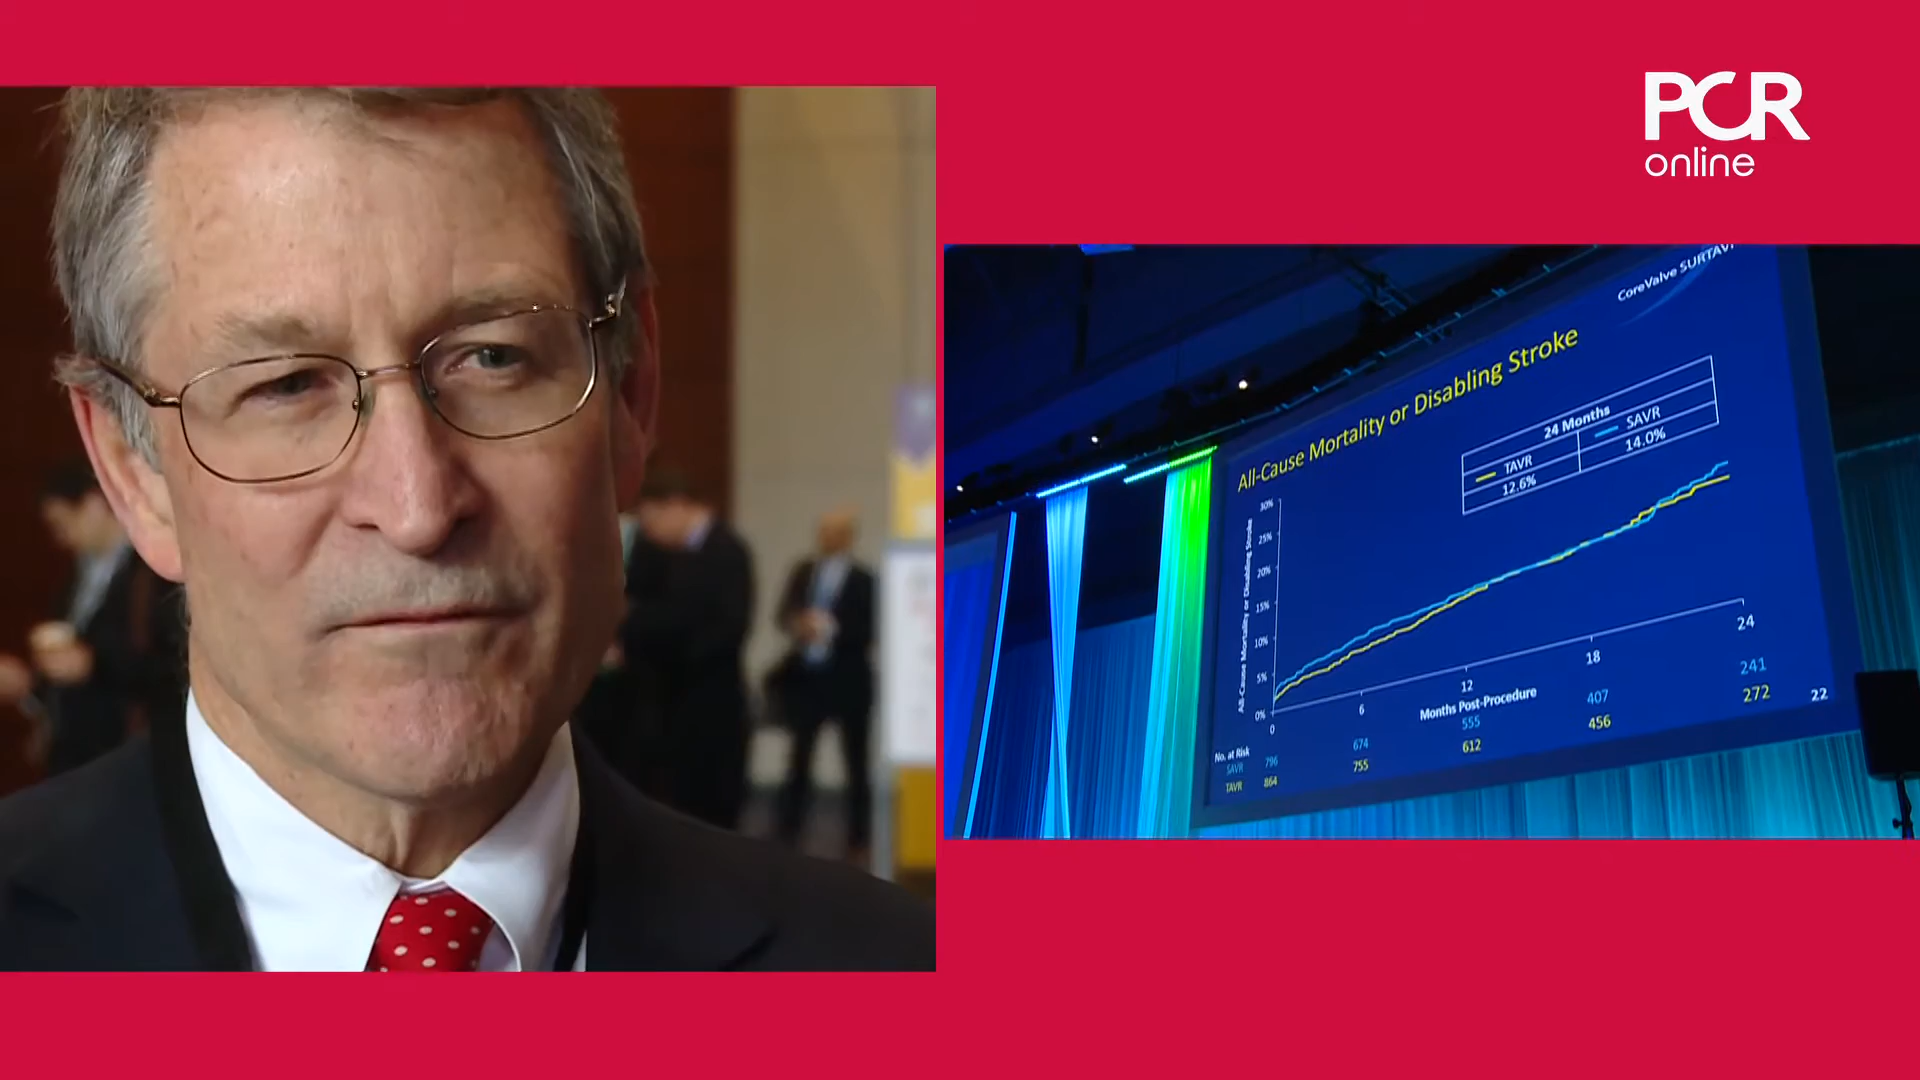 PCR
online
CoreValve SURTAVI
All-Cause Mortality or Disabling Stroke
24 Months
TAVR
SAVR
12.6%
14.0%
All-Cause Mortality or Disabling Stroke
30%
25%
20%
15%
10%
5%
0%
0
6
12
18
24
Months Post-Procedure
No. at Risk
SAVR 796 674 555 407 241
TAVR 864 755 612 456 272
22